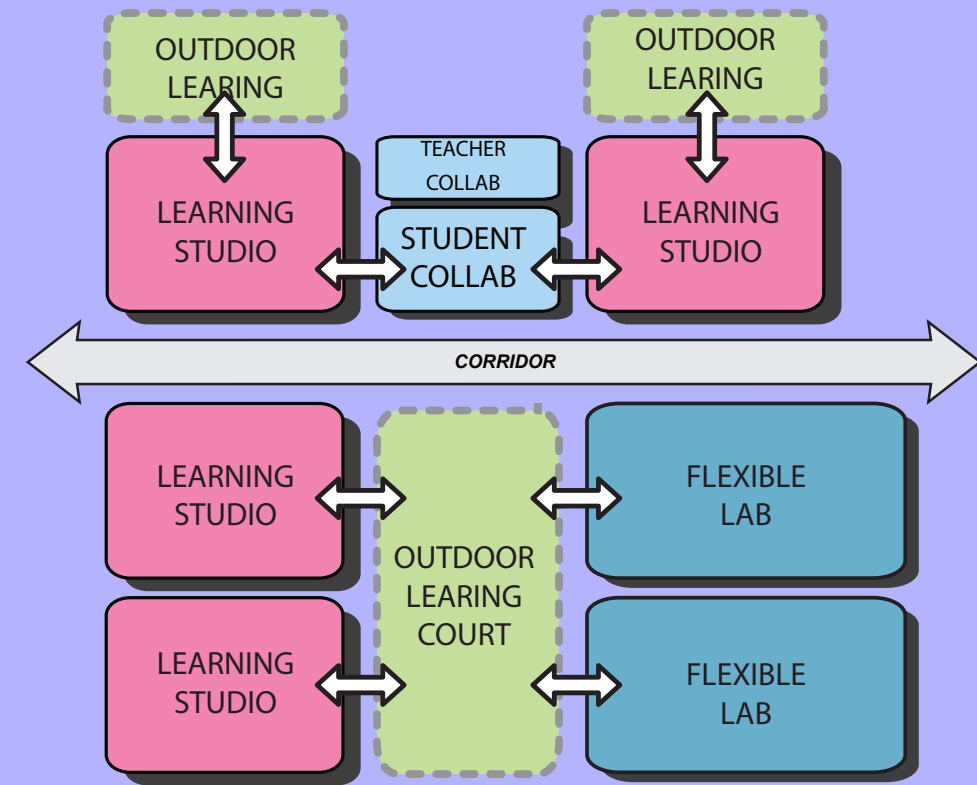 OUTDOOR
LEARING
OUTDOOR
LEARING
LEARNING
STUDIO
TEACHER
COLLAB
STUDENT
COLLAB
LEARNING
STUDIO
CORRIDOR
LEARNING
STUDIO
OUTDOOR
LEARING
COURT
FLEXIBLE
LAB
LEARNING
STUDIO
FLEXIBLE
LAB